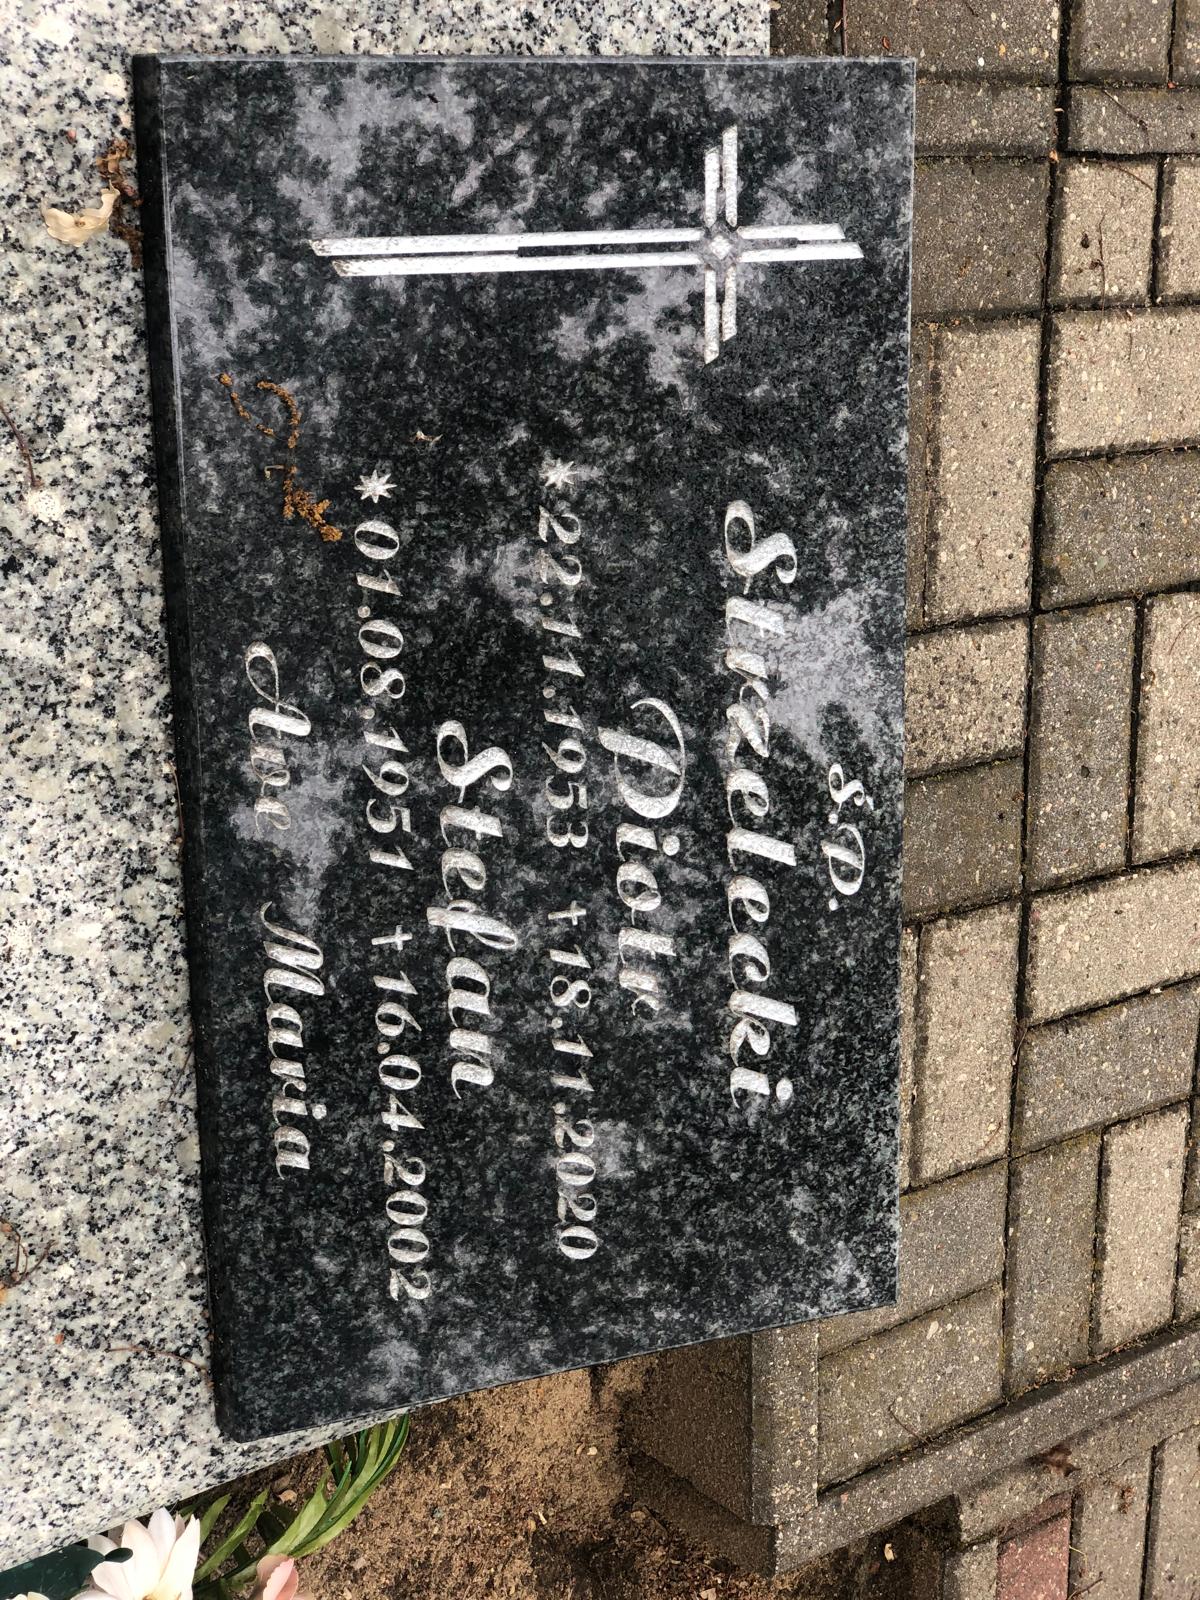 Ś.P.
Strzelecki
Piotr
* 22.11.1953 + 18.11.2020
Stefan
* 01.08.1951 + 16.04.2002
Ave Maria